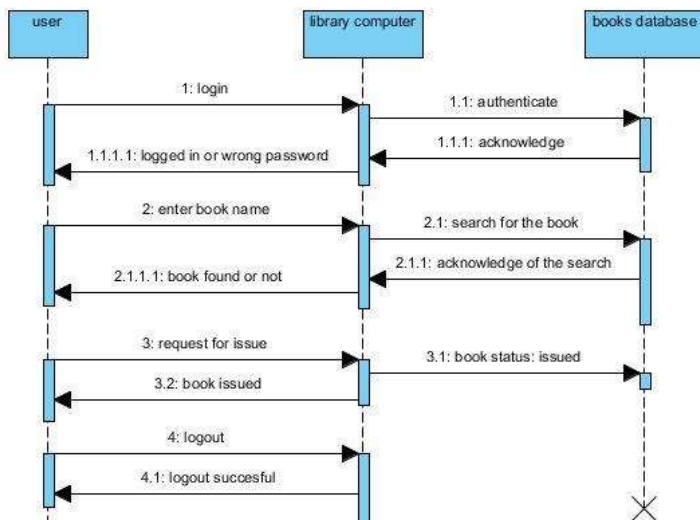 user
library computer
books database
1: login
1.1: authenticate
1.1.1: acknowledge
1.1.1.1: logged in or wrong password
2: enter book name
2.1: search for the book
2.1.1: acknowledge of the search
2.1.1.1: book found or not
3: request for issue
3.1: book status: issued
3.2: book issued
4: logout
4.1: logout succesful